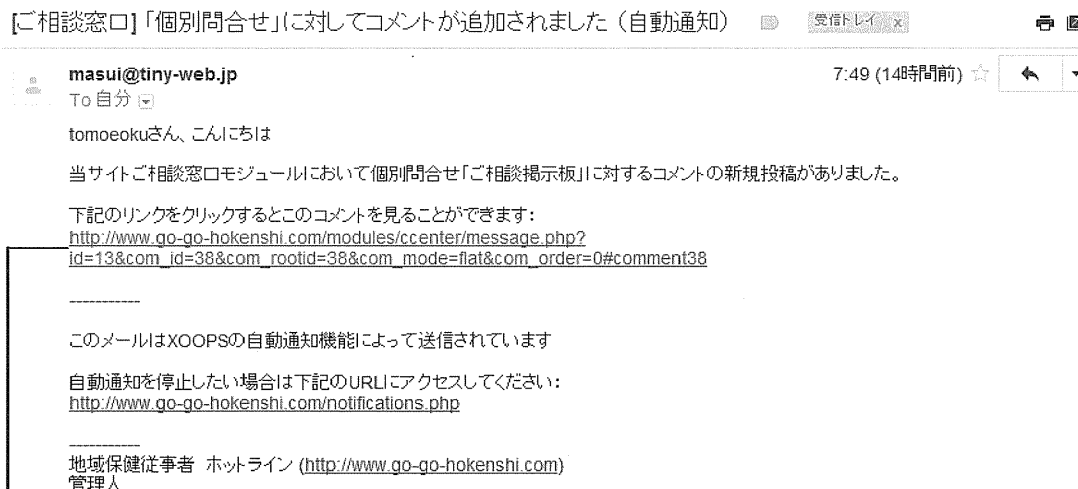 [ご相談窓口] 「個別問合せ」に対してコメントが追加されました（自動通知） 受信トレイ x
masui@tiny-web.jp 7:49 (14時間前)
To 自分
tomoeokuさん、こんにちは
当サイトご相談窓口モジュールにおいて個別問合せ「ご相談掲示板」に対するコメントの新規投稿がありました。
下記のリンクをクリックするとこのコメントを見ることができます：
http://www.go-go-hokenshi.com/modules/ccenter/message.php?
id=13&com_id=38&com_rootid=38&com_mode=flat&com_order=0#comment38
-----------
このメールはXOOPSの自動通知機能によって送信されています
自動通知を停止したい場合は下記のURLにアクセスしてください：
http://www.go-go-hokenshi.com/notifications.php
-----------
地域保健従事者 ホットライン (http://www.go-go-hokenshi.com)
管理人